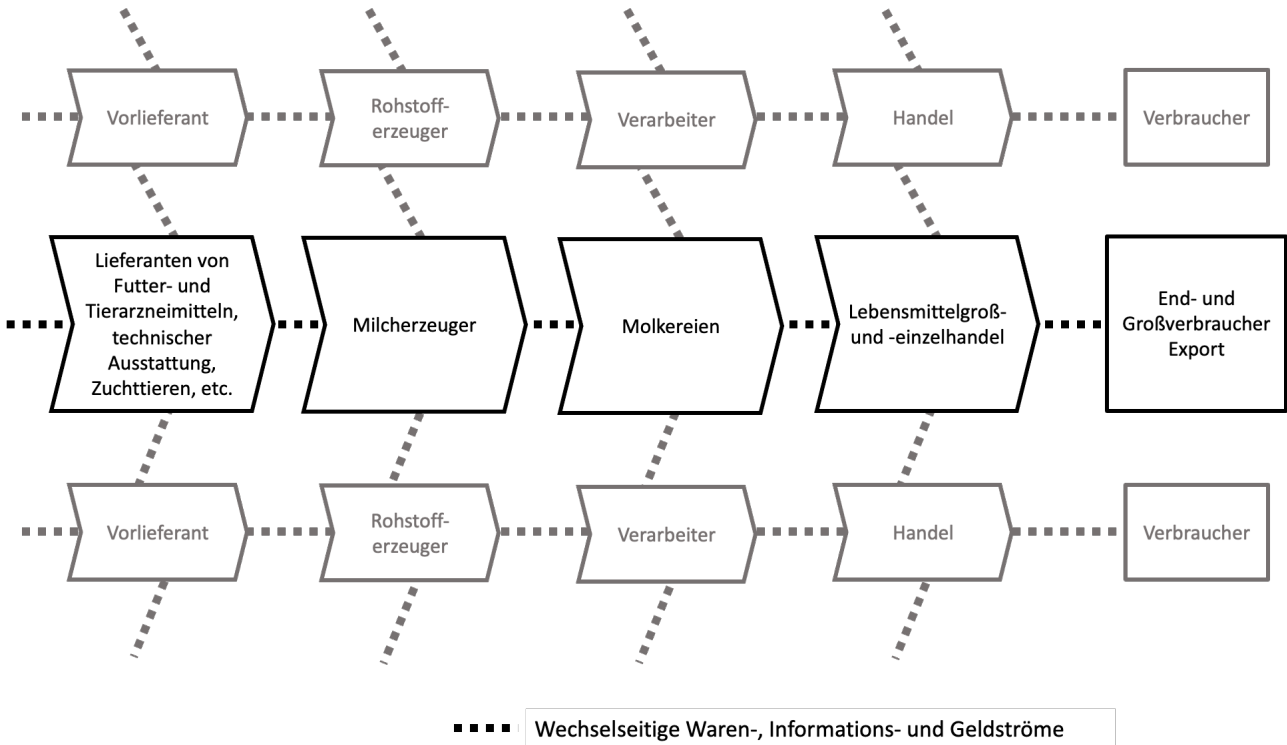 Vorlieferant
Rohstoff-
erzeuger
Verarbeiter
Handel
Verbraucher
Lieferanten von
Futter- und
Tierarzneimitteln,
technischer
Ausstattung,
Zuchttieren, etc.
Milcherzeuger
Molkereien
Lebensmittelgroß-
und -einzelhandel
End- und
Großverbraucher
Export
Vorlieferant
Rohstoff-
erzeuger
Verarbeiter
Handel
Verbraucher
Wechselseitige Waren-, Informations- und Geldströme